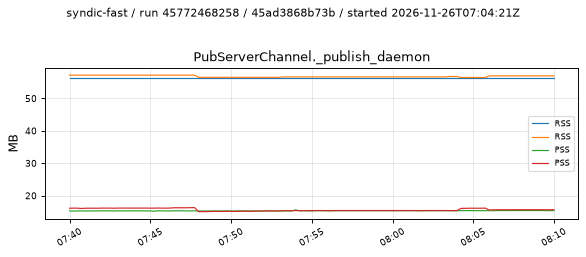 syndic-fast / run 45772468258 / 45ad3868b73b / started 2026-11-26T07:04:21Z
PubServerChannel._publish_daemon
MB
50
40
30
20
RSS
RSS
PSS
PSS
07:40
07:45
07:50
07:55
08:00
08:05
08:10